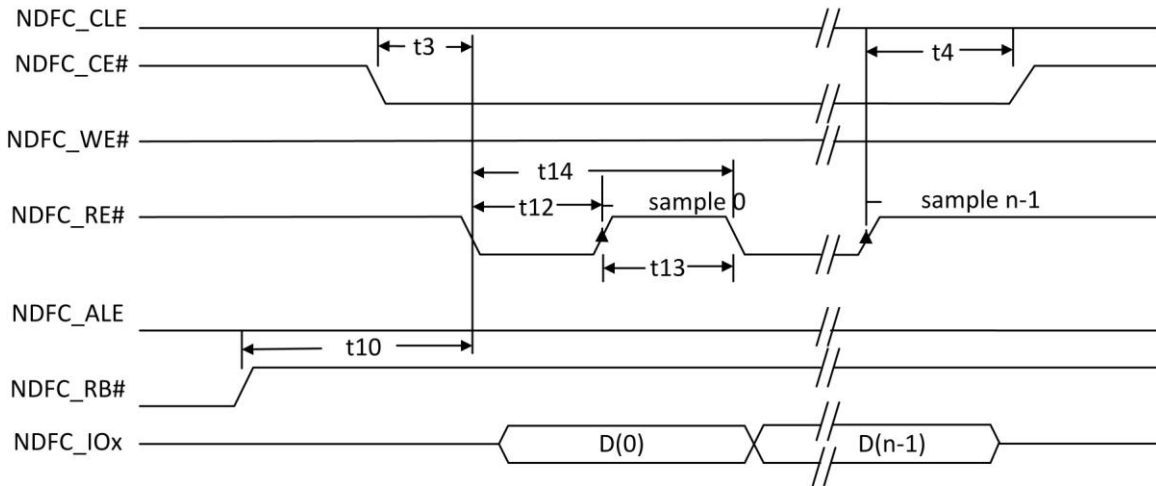 NDFC_CLE
t3
t4
NDFC_CE#
NDFC_WE#
t14
t12
sample 0
sample n-1
NDFC_RE#
t13
NDFC_ALE
t10
NDFC_RB#
NDFC_IOx
D(0)
D(n-1)